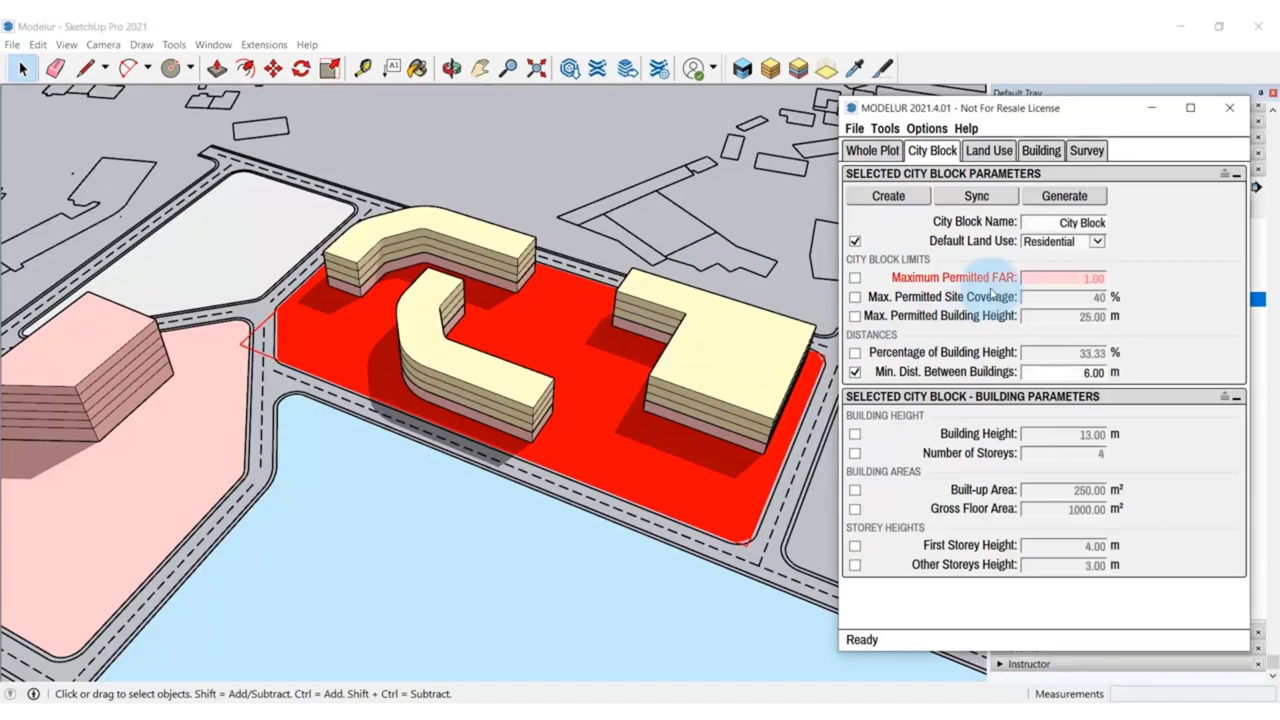 Modelur - SketchUp Pro 2021
File Edit View Camera Draw Tools Window Extensions Help
A1
Default Tray
MODELUR 2021.4.01 - Not For Resale License
File Tools Options Help
Whole Plot City Block Land Use Building Survey
SELECTED CITY BLOCK PARAMETERS
Create Sync Generate
City Block Name: City Block
Default Land Use: Residential
CITY BLOCK LIMITS
Maximum Permitted FAR: 1.00
Max. Permitted Site Coverage: 40 %
Max. Permitted Building Height: 25.00 m
DISTANCES
Percentage of Building Height: 33.33 %
Min. Dist. Between Buildings: 6.00 m
SELECTED CITY BLOCK - BUILDING PARAMETERS
BUILDING HEIGHT
Building Height: 13.00 m
Number of Storeys: 4
BUILDING AREAS
Built-up Area: 250.00 m²
Gross Floor Area: 1000.00 m²
STOREY HEIGHTS
First Storey Height: 4.00 m
Other Storeys Height: 3.00 m
Ready
Instructor
Click or drag to select objects. Shift = Add/Subtract. Ctrl = Add. Shift + Ctrl = Subtract.
Measurements